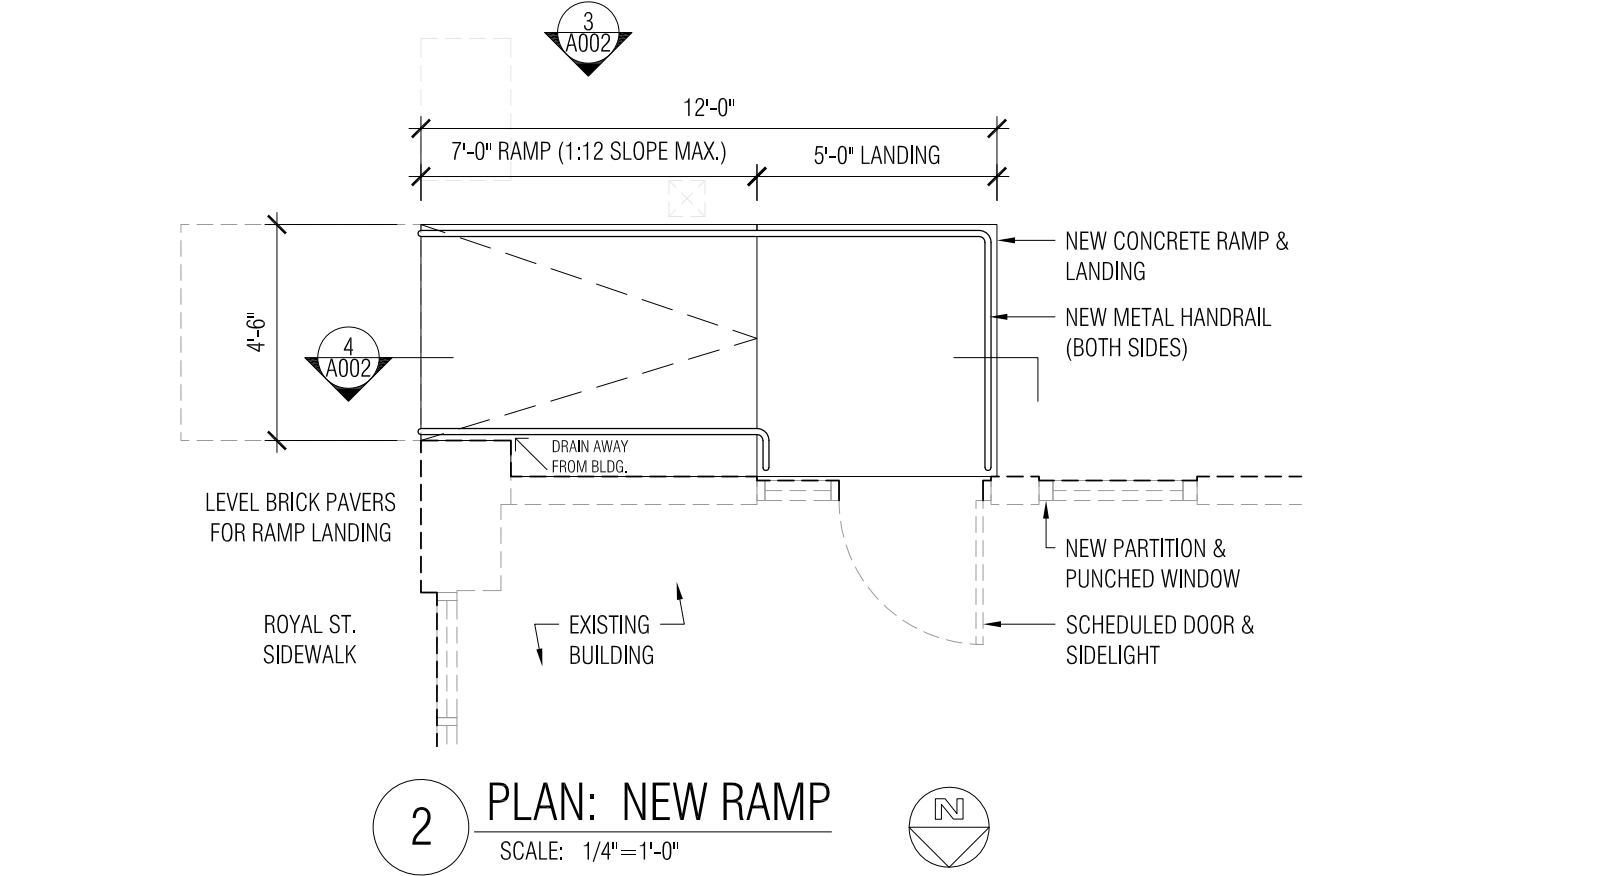 3
A002
12'-0"
7'-0" RAMP (1:12 SLOPE MAX.)
5'-0" LANDING
NEW CONCRETE RAMP &
LANDING
NEW METAL HANDRAIL
(BOTH SIDES)
4'-6"
4
A002
DRAIN AWAY
FROM BLDG.
LEVEL BRICK PAVERS
FOR RAMP LANDING
NEW PARTITION &
PUNCHED WINDOW
ROYAL ST.
SIDEWALK
EXISTING
BUILDING
SCHEDULED DOOR &
SIDELIGHT
2
PLAN: NEW RAMP
SCALE: 1/4"=1'-0"
N